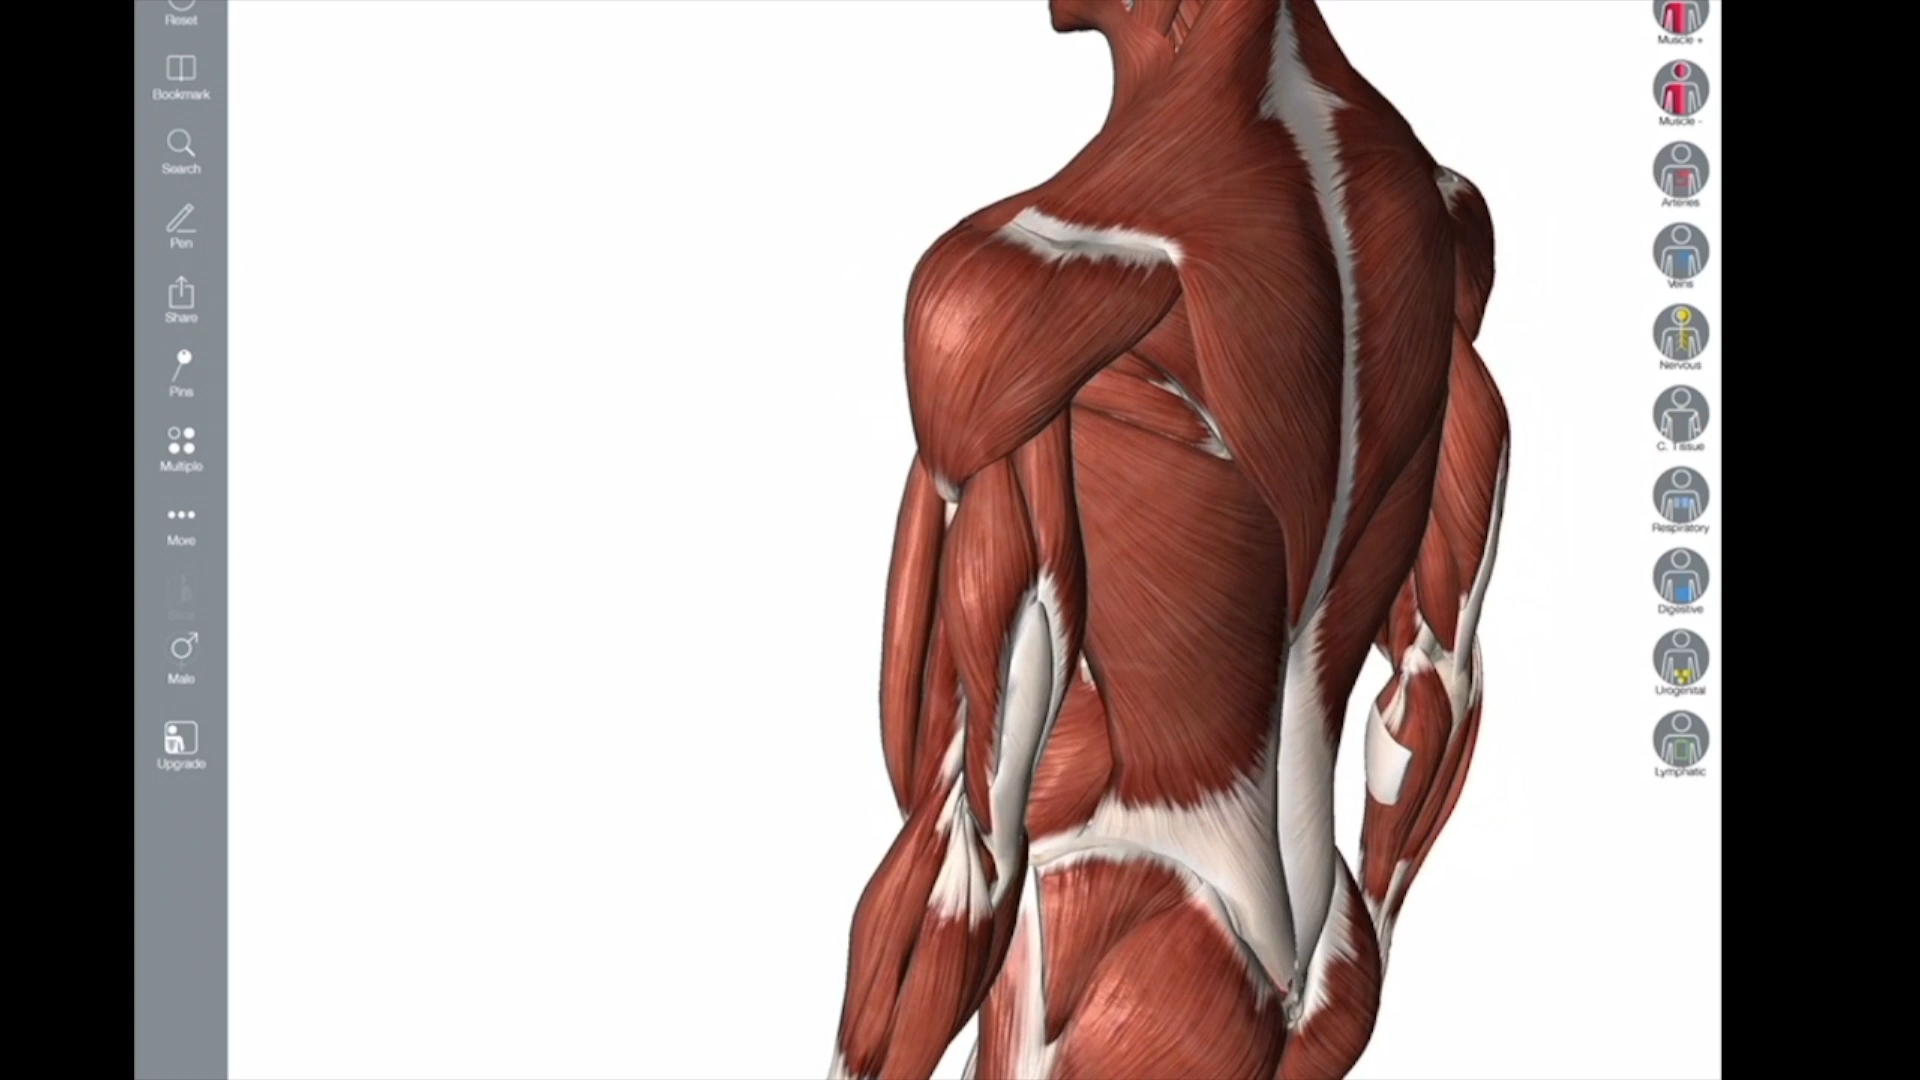 Reset
Bookmark
Search
Pen
Share
Pins
Multiple
More
Male
Upgrade
Muscle +
Muscle -
Arteries
Veins
Nervous
C. Tissue
Respiratory
Digestive
Urogenital
Lymphatic